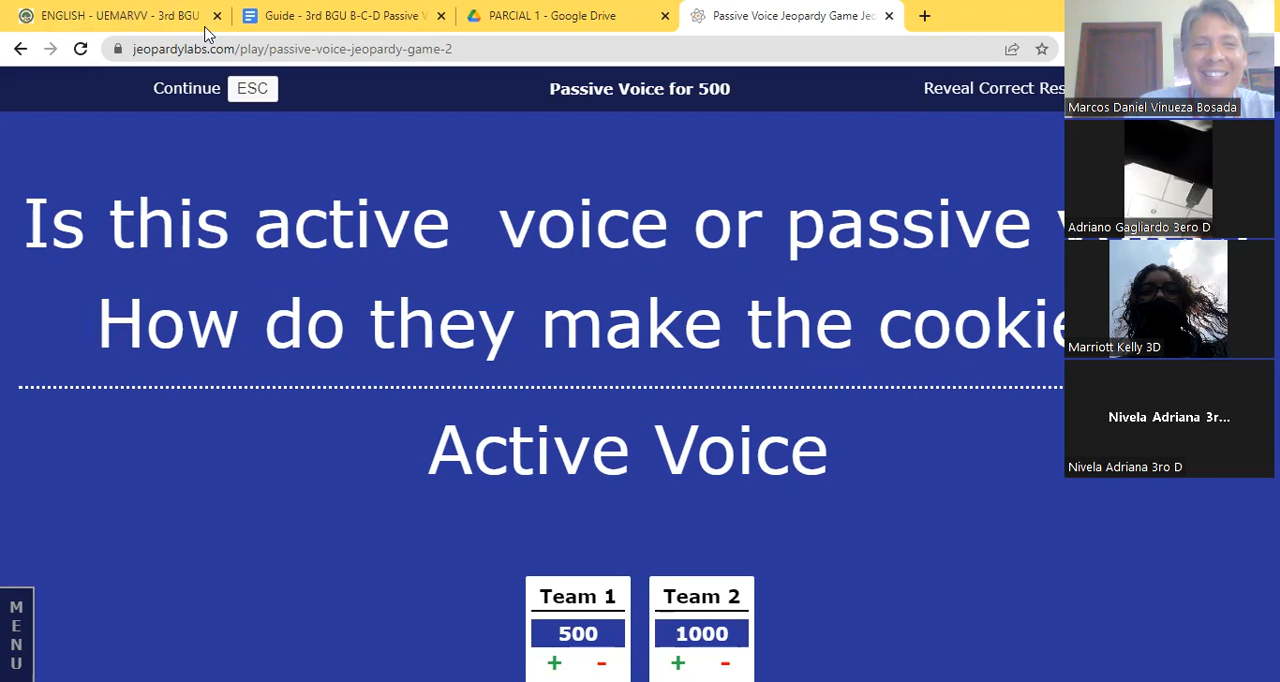 ENGLISH - UEMARVV - 3rd BGU
Guide - 3rd BGU B-C-D Passive V
PARCIAL 1 - Google Drive
Passive Voice Jeopardy Game Jeo
jeopardylabs.com/play/passive-voice-jeopardy-game-2
Continue ESC
Passive Voice for 500
Reveal Correct Res
Is this active voice or passive
How do they make the cookie
Active Voice
MENU
Team 1
500
+ -
Team 2
1000
+ -
Marcos Daniel Vinueza Bosada
Adriano Gagliardo 3ero D
Marriott Kelly 3D
Nivela Adriana 3r...
Nivela Adriana 3ro D